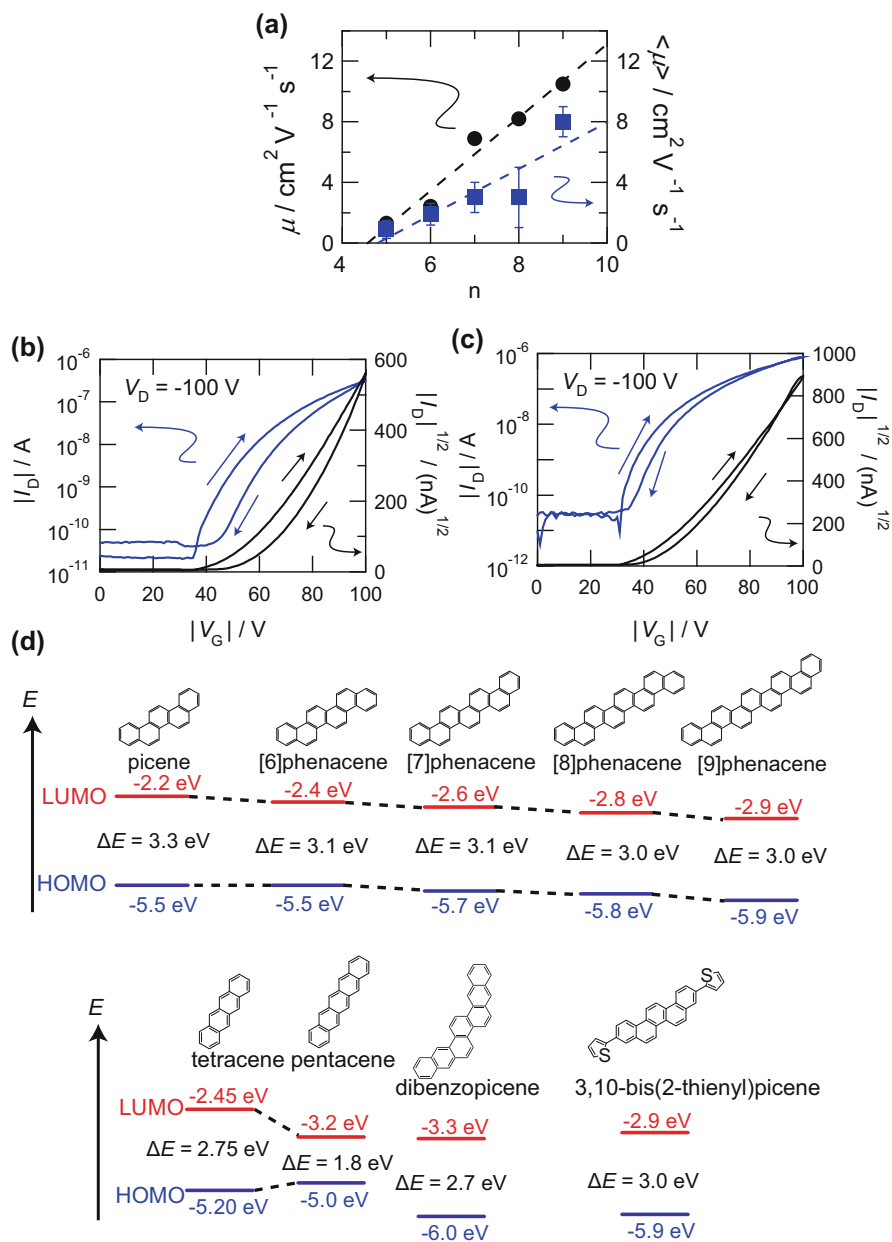 (a)
12
8
4
0
μ / cm² V⁻¹ s⁻¹
12
8
4
0
<μ> / cm² V⁻¹ s⁻¹
4 6 8 10
n
(b)
V_D = -100 V
10⁻⁶
10⁻⁷
10⁻⁸
10⁻⁹
10⁻¹⁰
10⁻¹¹
|I_D| / A
600
400
200
0
|I_D|^1/2 / (nA)^1/2
0 20 40 60 80 100
|V_G| / V
(c)
V_D = -100 V
10⁻⁶
10⁻⁸
10⁻¹⁰
10⁻¹²
|I_D| / A
1000
800
600
400
200
0
|I_D|^1/2 / (nA)^1/2
0 20 40 60 80 100
|V_G| / V
(d)
E
picene [6]phenacene [7]phenacene [8]phenacene [9]phenacene
LUMO -2.2 eV -2.4 eV -2.6 eV -2.8 eV -2.9 eV
ΔE = 3.3 eV ΔE = 3.1 eV ΔE = 3.1 eV ΔE = 3.0 eV ΔE = 3.0 eV
HOMO -5.5 eV -5.5 eV -5.7 eV -5.8 eV -5.9 eV
E
S
S
tetracene pentacene dibenzopicene 3,10-bis(2-thienyl)picene
LUMO -2.45 eV -3.2 eV -3.3 eV -2.9 eV
ΔE = 2.75 eV ΔE = 1.8 eV ΔE = 2.7 eV ΔE = 3.0 eV
HOMO -5.20 eV -5.0 eV -6.0 eV -5.9 eV